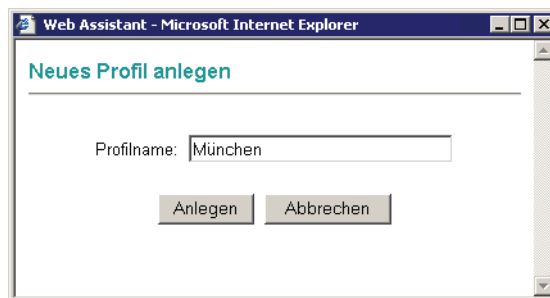 Web Assistant - Microsoft Internet Explorer
Neues Profil anlegen
Profilname: München
Anlegen Abbrechen